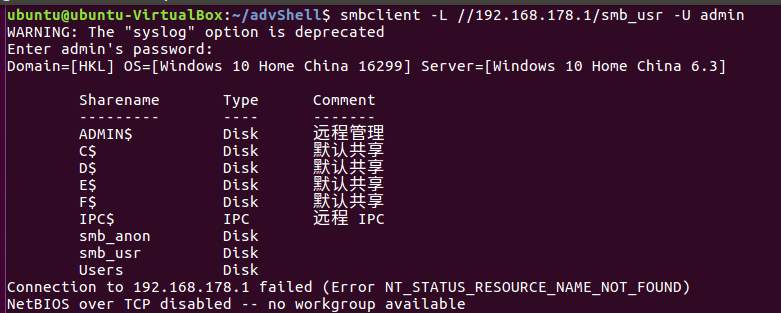 ubuntu@ubuntu-VirtualBox:~/advShell$ smbclient -L //192.168.178.1/smb_usr -U admin
WARNING: The "syslog" option is deprecated
Enter admin's password:
Domain=[HKL] OS=[Windows 10 Home China 16299] Server=[Windows 10 Home China 6.3]
Sharename Type Comment
--------- ---- -------
ADMIN$ Disk 远程管理
C$ Disk 默认共享
D$ Disk 默认共享
E$ Disk 默认共享
F$ Disk 默认共享
IPC$ IPC 远程 IPC
smb_anon Disk
smb_usr Disk
Users Disk
Connection to 192.168.178.1 failed (Error NT_STATUS_RESOURCE_NAME_NOT_FOUND)
NetBIOS over TCP disabled -- no workgroup available